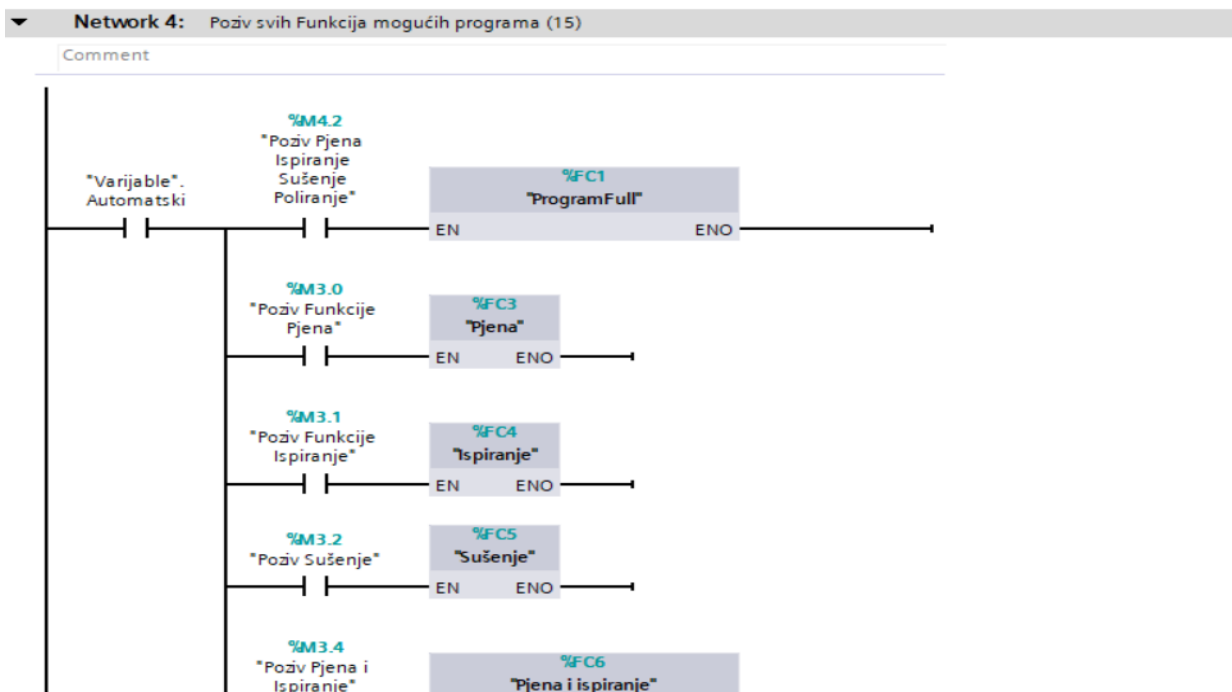 Network 4: Poziv svih Funkcija mogućih programa (15)
Comment
%M4.2
"Poziv Pjena
Ispiranje
Sušenje
Poliranje"
"Varijable".
Automatski
%FC1
"ProgramFull"
EN ENO
%M3.0
"Poziv Funkcije
Pjena"
%FC3
"Pjena"
EN ENO
%M3.1
"Poziv Funkcije
Ispiranje"
%FC4
"Ispiranje"
EN ENO
%M3.2
"Poziv Sušenje"
%FC5
"Sušenje"
EN ENO
%M3.4
"Poziv Pjena i
Ispiranje"
%FC6
"Pjena i ispiranje"